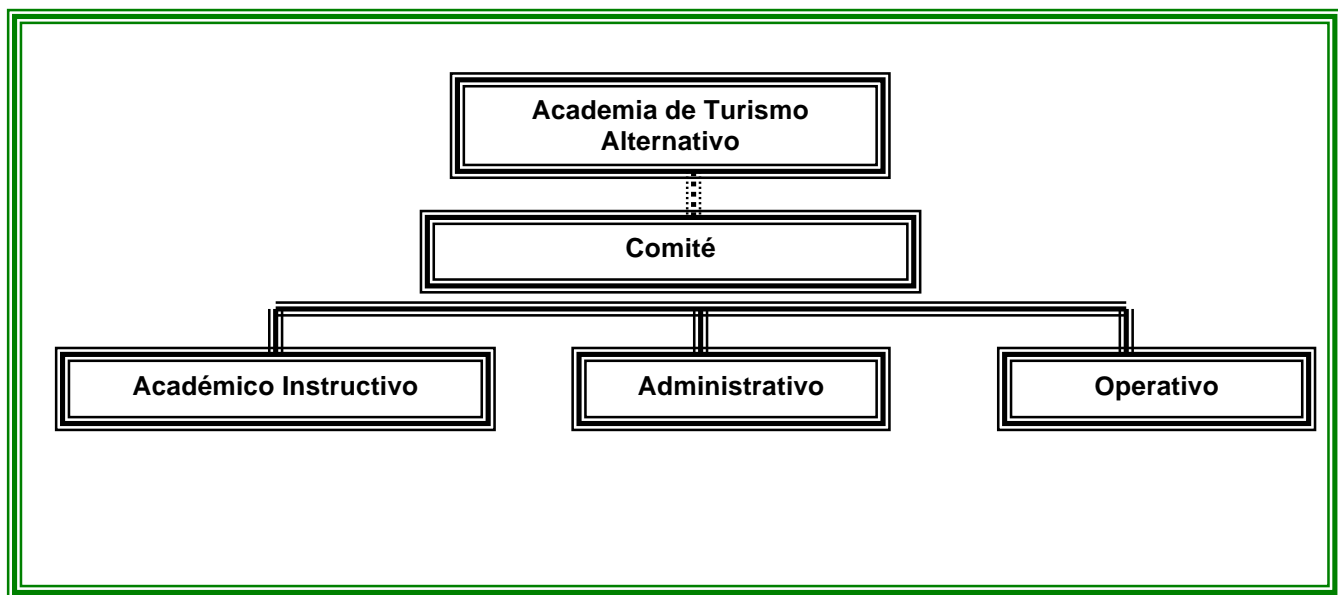 Academia de Turismo
Alternativo
Comité
Académico Instructivo
Administrativo
Operativo